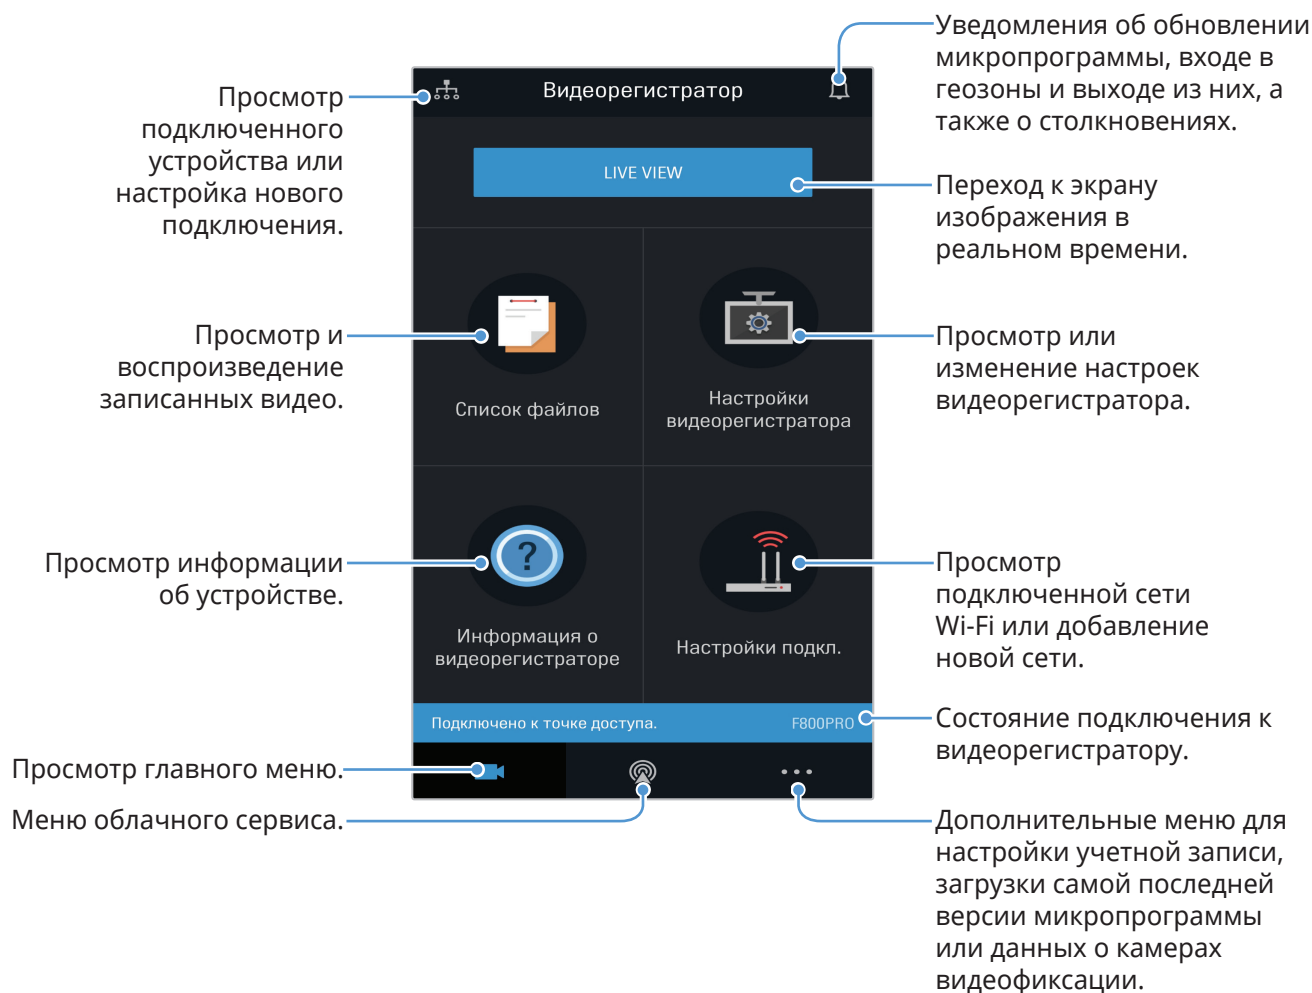 Уведомления об обновлении
микропрограммы, входе в
геозоны и выходе из них, а
также о столкновениях.
Видеорегистратор
Просмотр
подключенного
устройства или
настройка нового
подключения.
LIVE VIEW
Переход к экрану
изображения в
реальном времени.
Просмотр и
воспроизведение
записанных видео.
Список файлов
Настройки
видеорегистратора
Просмотр или
изменение настроек
видеорегистратора.
Просмотр информации
об устройстве.
?
Информация о
видеорегистраторе
Настройки подкл.
Просмотр
подключенной сети
Wi-Fi или добавление
новой сети.
Подключено к точке доступа.
F800PRO
Состояние подключения к
видеорегистратору.
Просмотр главного меню.
Меню облачного сервиса.
Дополнительные меню для
настройки учетной записи,
загрузки самой последней
версии микропрограммы
или данных о камерах
видеофиксации.